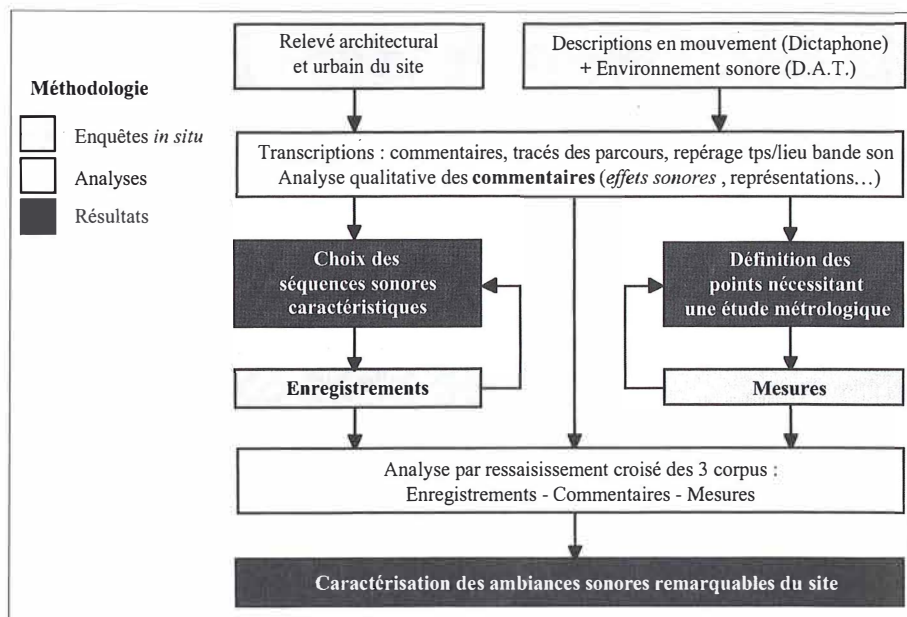 Relevé architectural
et urbain du site
Descriptions en mouvement (Dictaphone)
+ Environnement sonore (D.A.T.)
Méthodologie
Enquêtes in situ
Analyses
Résultats
Transcriptions : commentaires, tracés des parcours, repérage tps/lieu bande son
Analyse qualitative des commentaires (effets sores , représentations…)
Choix des
séquences sonores
caractéristiques
Définition des
points nécessitant
une étude métrologique
Enregistrements
Mesures
Analyse par ressaisissement croisé des 3 corpus :
Enregistrements - Commentaires - Mesures
Caractérisation des ambiances sonores remarquables du site